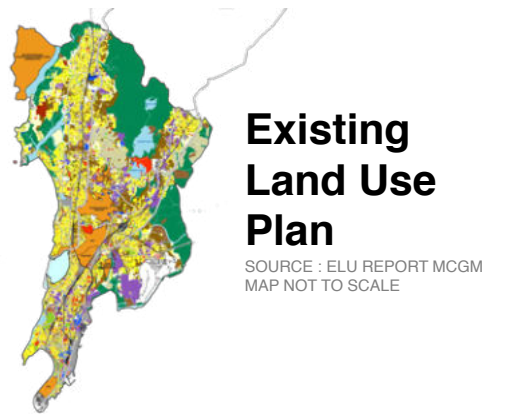 Existing
Land Use
Plan
SOURCE : ELU REPORT MCGM
MAP NOT TO SCALE